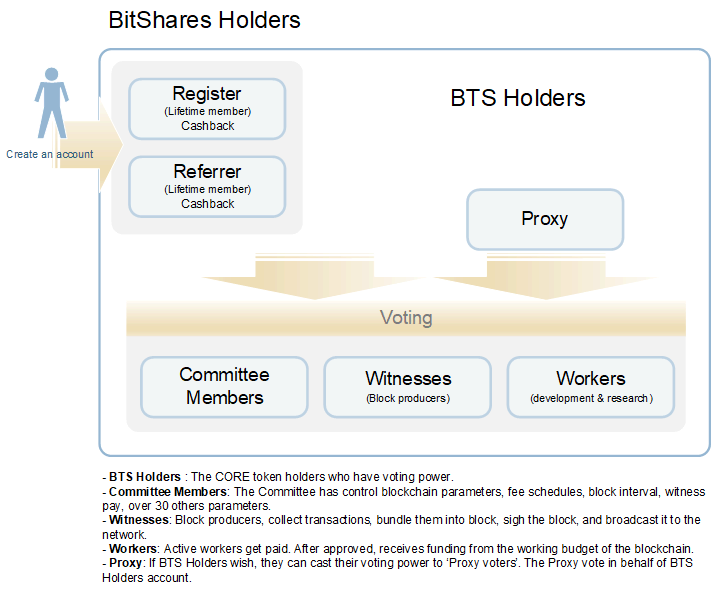 BitShares Holders
Register
(Lifetime member)
Cashback
BTS Holders
Create an account
Referrer
(Lifetime member)
Cashback
Proxy
Voting
Committee
Members
Witnesses
(Block producers)
Workers
(development & research)
- BTS Holders : The CORE token holders who have voting power.
- Committee Members: The Committee has control blockchain parameters, fee schedules, block interval, witness
pay, over 30 others parameters.
- Witnesses: Block producers, collect transactions, bundle them into block, sigh the block, and broadcast it to the
network.
- Workers: Active workers get paid. After approved, receives funding from the working budget of the blockchain.
- Proxy: If BTS Holders wish, they can cast their voting power to ‘Proxy voters’. The Proxy vote in behalf of BTS
Holders account.